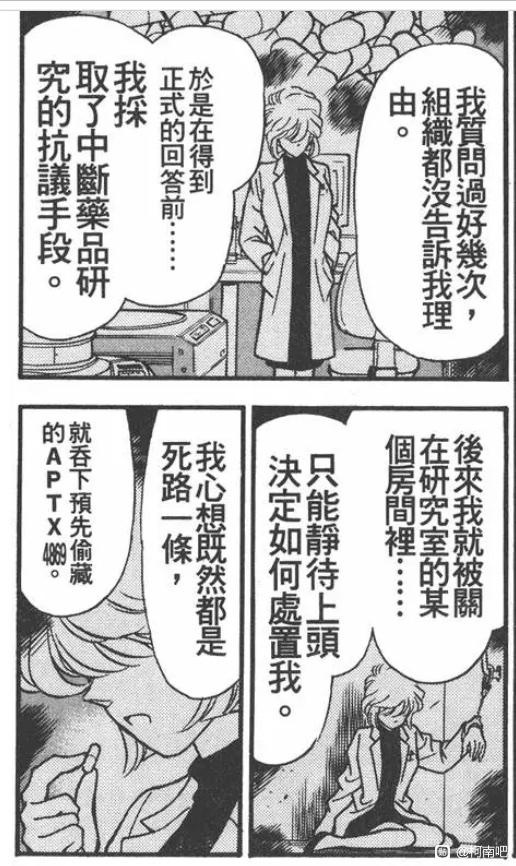 我質問過好幾次，
組織都沒告訴我理
由。
於是在得到
正式的回答前……
我採
取了中斷藥品研
究的抗議手段。
後來我就被關
在研究室的某
個房間裡……
只能靜待上頭
決定如何處置我。
我心想既然都是
死路一條，
就吞下預先偷藏
的APTX4869。
@柯南吧